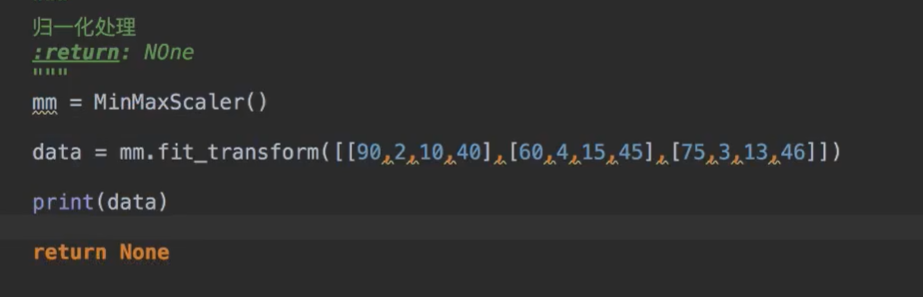 归一化处理
:return: NOne
"""
mm = MinMaxScaler()
data = mm.fit_transform([[90,2,10,40],[60,4,15,45],[75,3,13,46]])
print(data)
return None